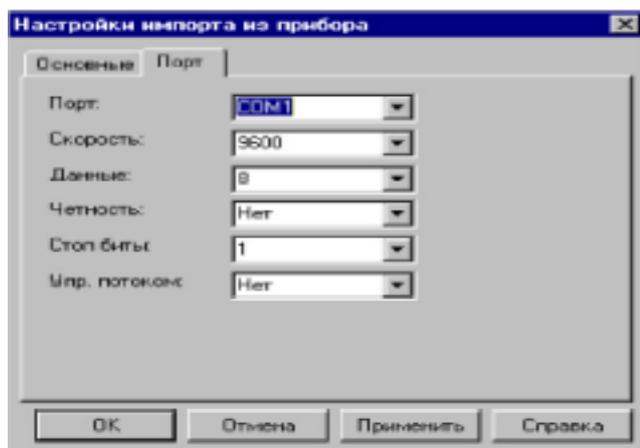 Настройки импорта из прибора
Основные Порт
Порт: COM1
Скорость: 9600
Данные: 8
Четность: Нет
Стоп биты: 1
Упр. потоком: Нет
OK Отмена Применить Справка